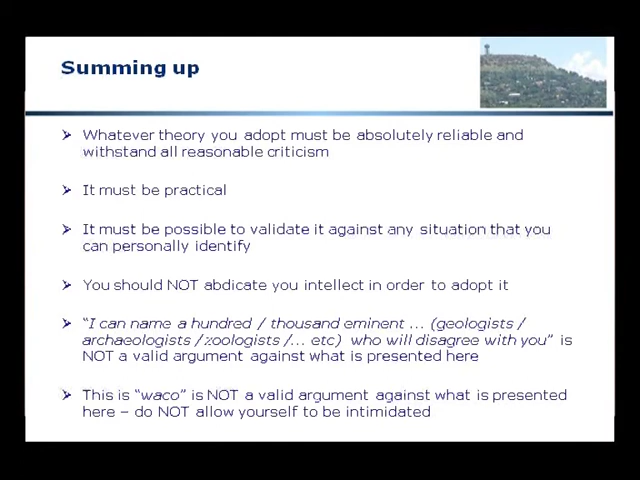 Summing up
Whatever theory you adopt must be absolutely reliable and
withstand all reasonable criticism
It must be practical
It must be possible to validate it against any situation that you
can personally identify
You should NOT abdicate you intellect in order to adopt it
“I can name a hundred / thousand eminent ... (geologists /
archaeologists / zoologists /... etc) who will disagree with you” is
NOT a valid argument against what is presented here
This is “waco” is NOT a valid argument against what is presented
here – do NOT allow yourself to be intimidated